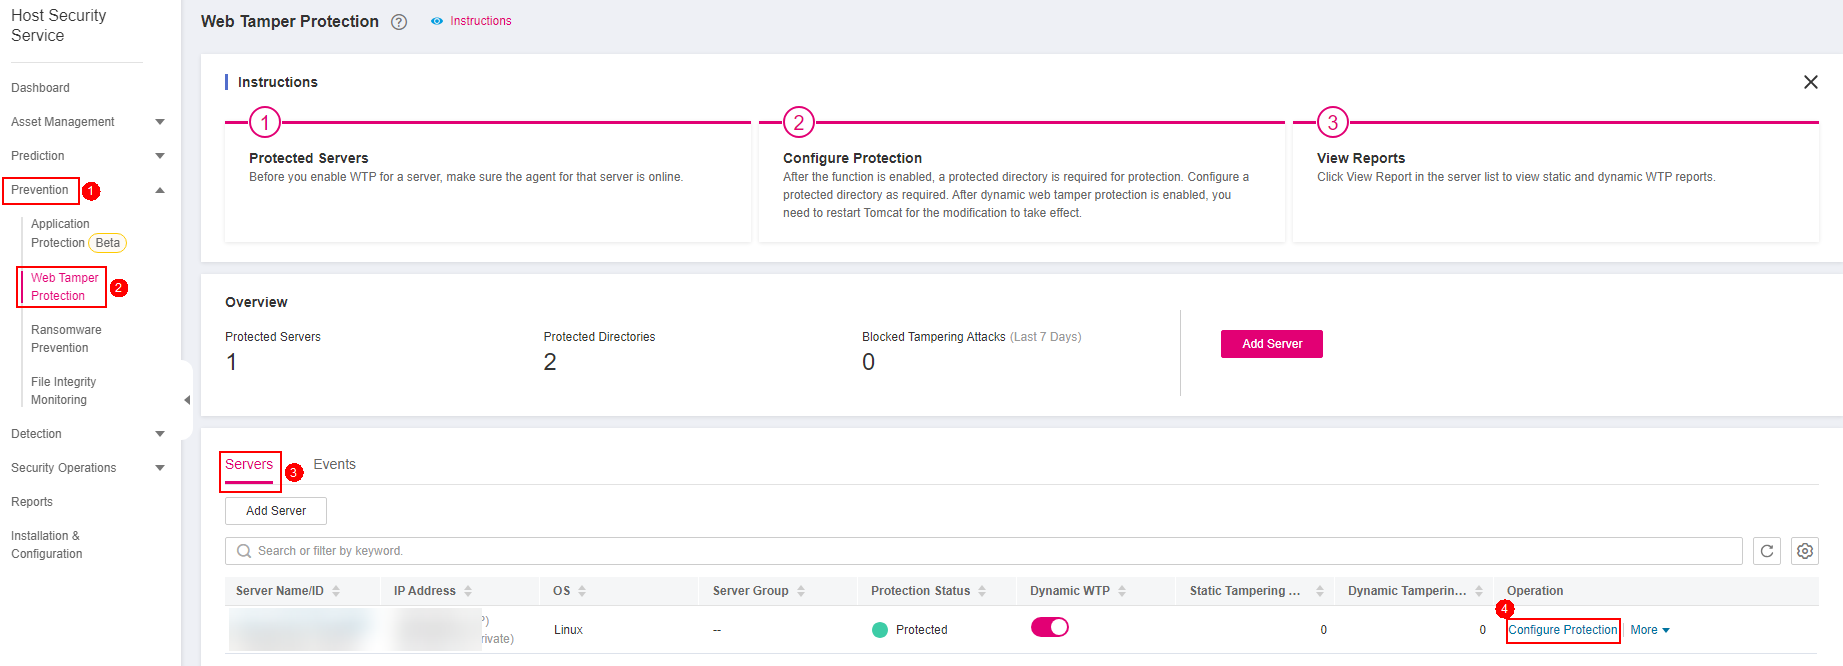 Host Security
Service
Dashboard
Asset Management
Prediction
Prevention 1
Application
Protection Beta
Web Tamper
Protection
2
Ransomware
Prevention
File Integrity
Monitoring
Detection
Security Operations
Reports
Installation &
Configuration
Web Tamper Protection ? Instructions
Instructions
1
Protected Servers
Before you enable WTP for a server, make sure the agent for that server is online.
2
Configure Protection
After the function is enabled, a protected directory is required for protection. Configure a
protected directory as required. After dynamic web tamper protection is enabled, you
need to restart Tomcat for the modification to take effect.
3
View Reports
Click View Report in the server list to view static and dynamic WTP reports.
Overview
Protected Servers
1
Protected Directories
2
Blocked Tampering Attacks (Last 7 Days)
0
Add Server
Servers 3 Events
Add Server
Search or filter by keyword.
Server Name/ID IP Address OS Server Group Protection Status Dynamic WTP Static Tampering ... Dynamic Tamperin... Operation
4
Linux -- Protected 0 0 Configure Protection More